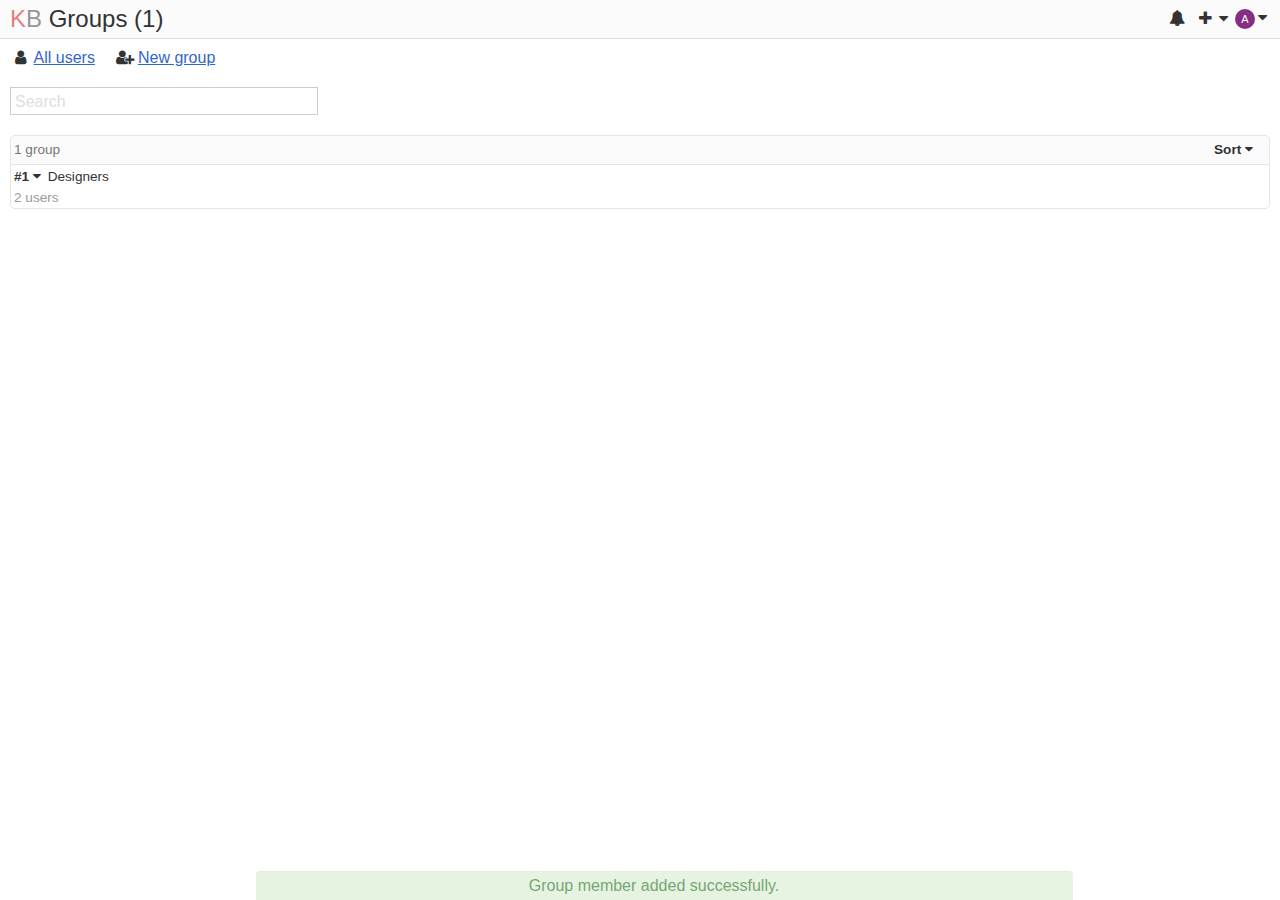 KB Groups (1)
A
All users New group
Search
1 group Sort
#1 Designers
2 users
Group member added successfully.